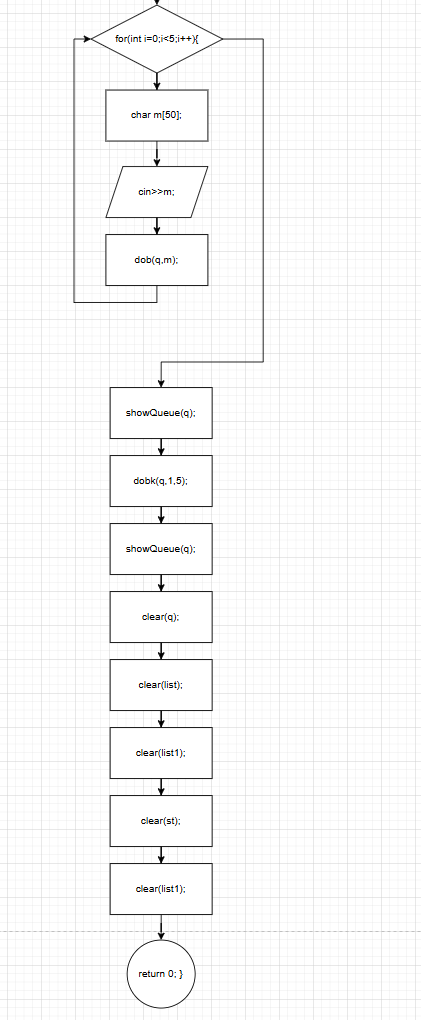 for(int i=0;i<5;i++){
char m[50];
cin>>m;
dob(q,m);
showQueue(q);
dobk(q,1,5);
showQueue(q);
clear(q);
clear(list);
clear(list1);
clear(st);
clear(list1);
return 0; }